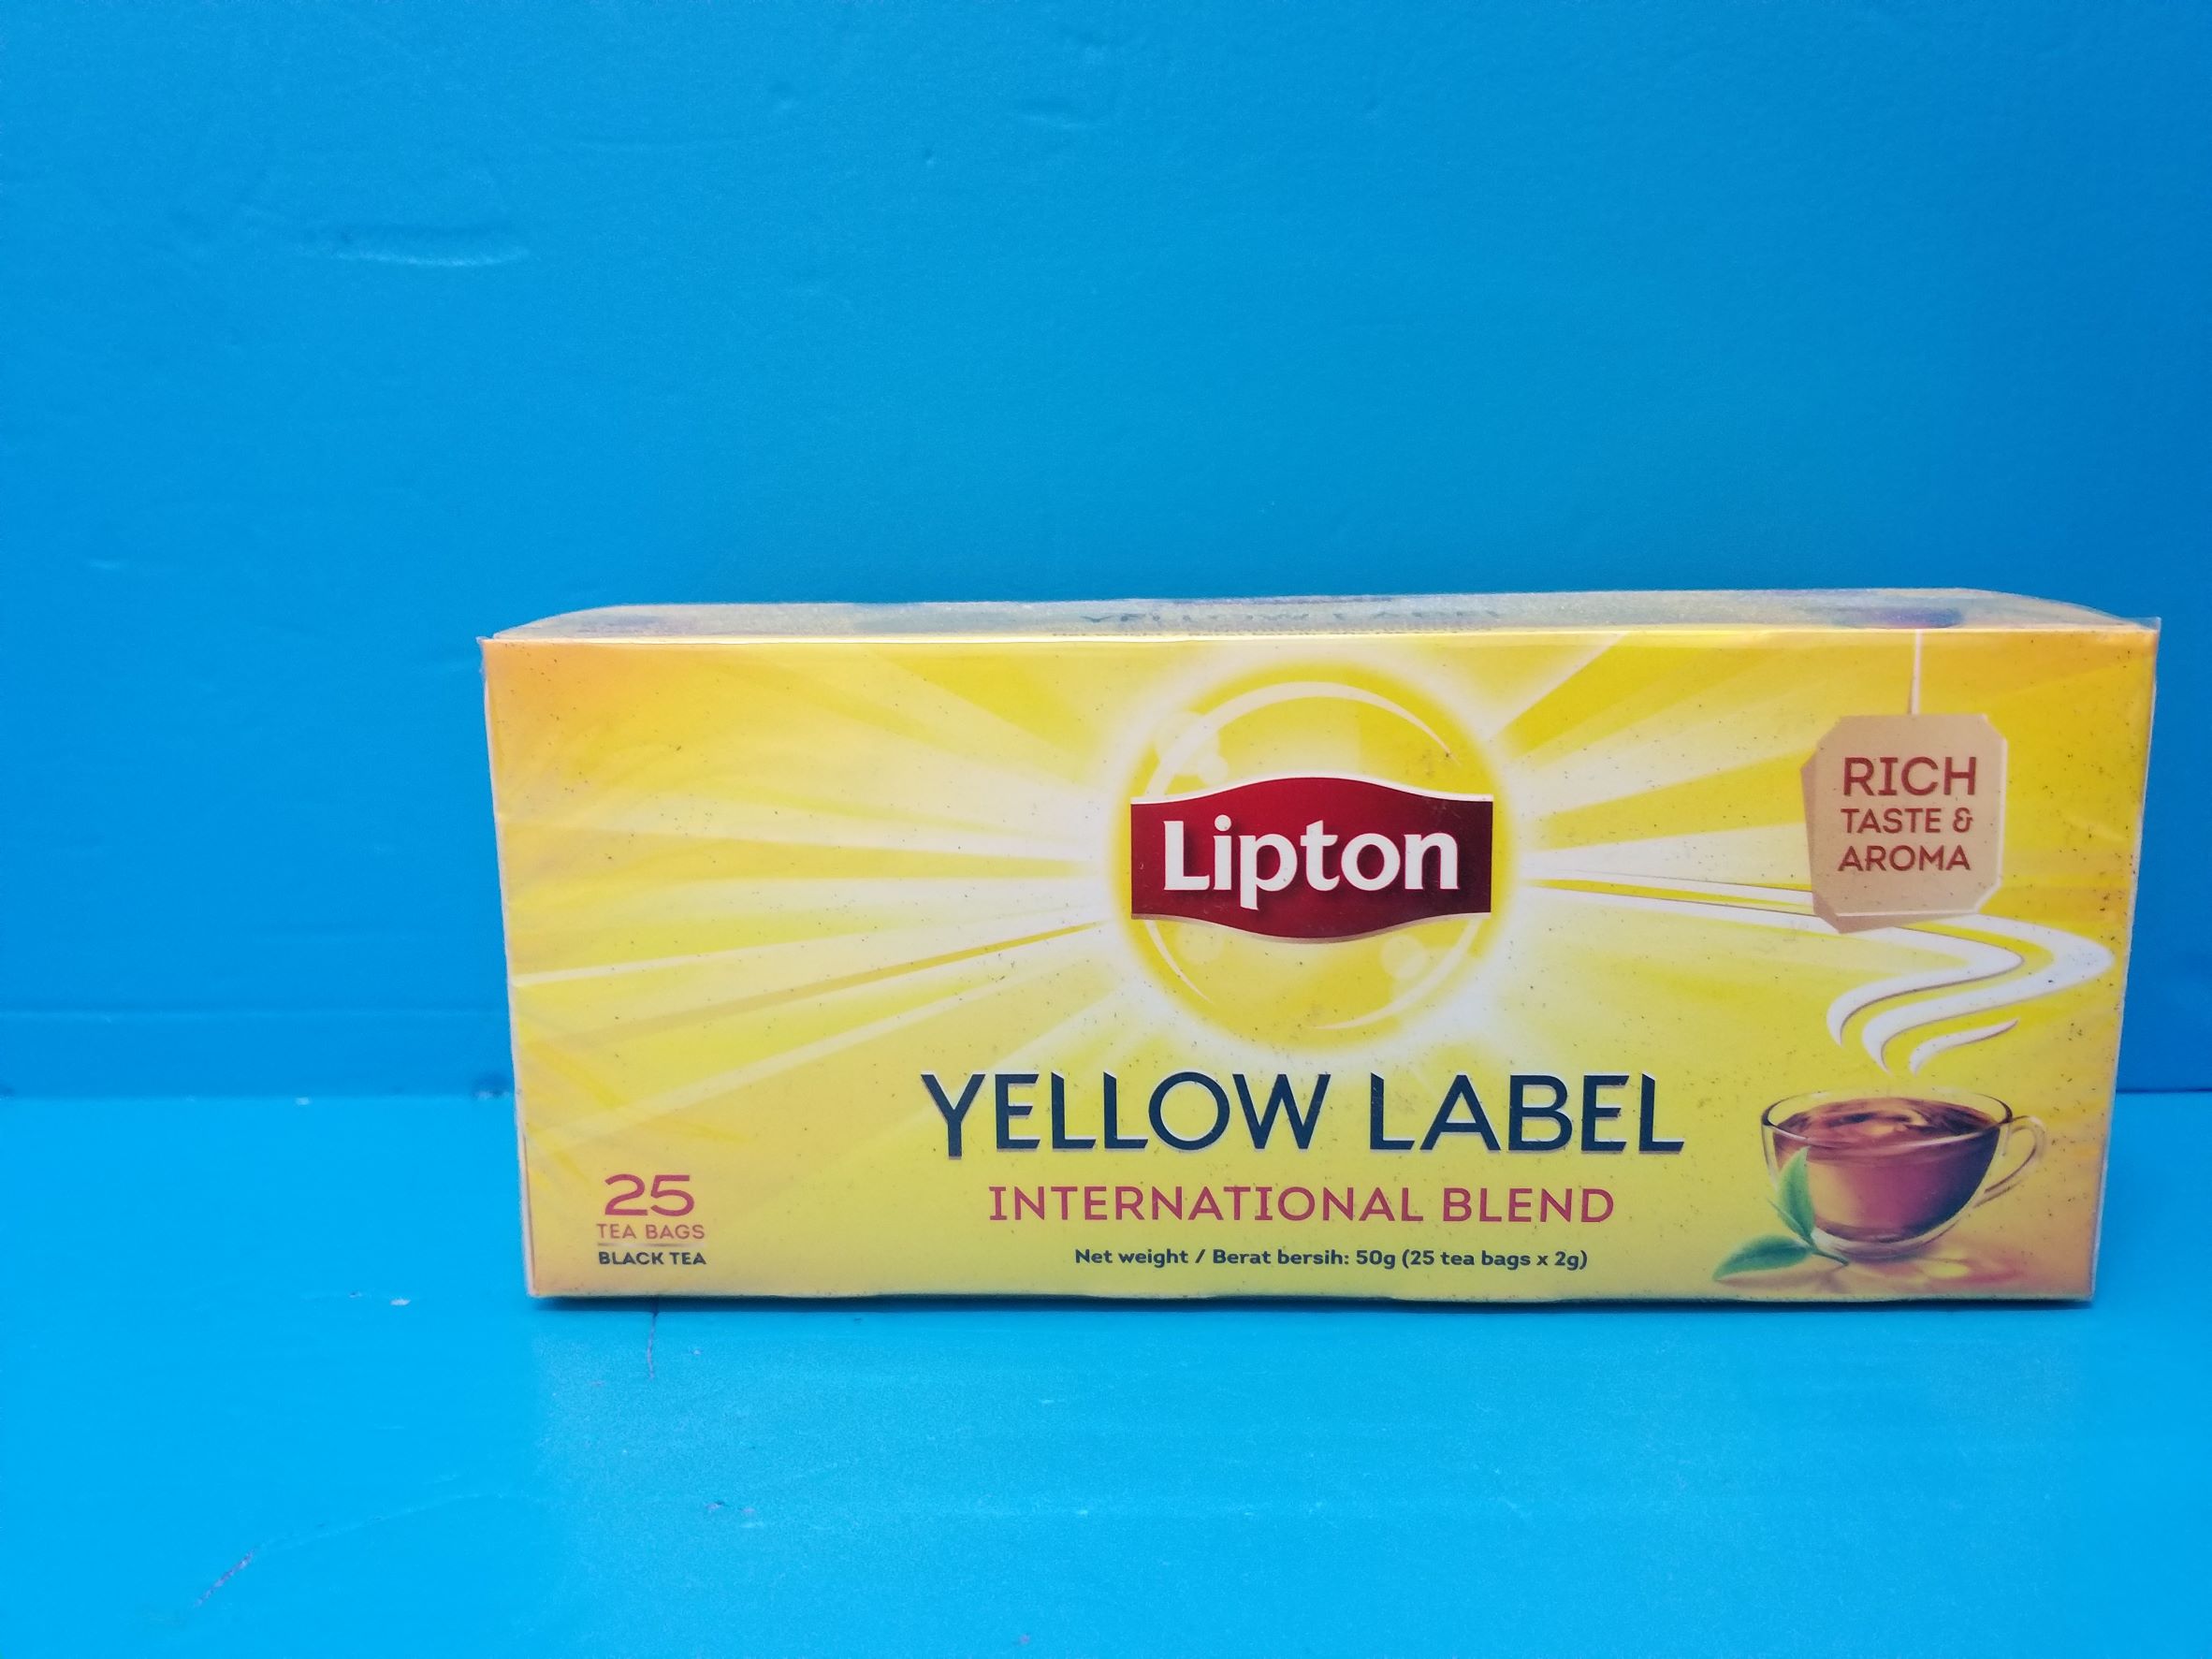 Lipton
RICH
TASTE &
AROMA
YELLOW LABEL
INTERNATIONAL BLEND
Net weight / Berat bersih: 50g (25 tea bags x 2g)
25
TEA BAGS
BLACK TEA